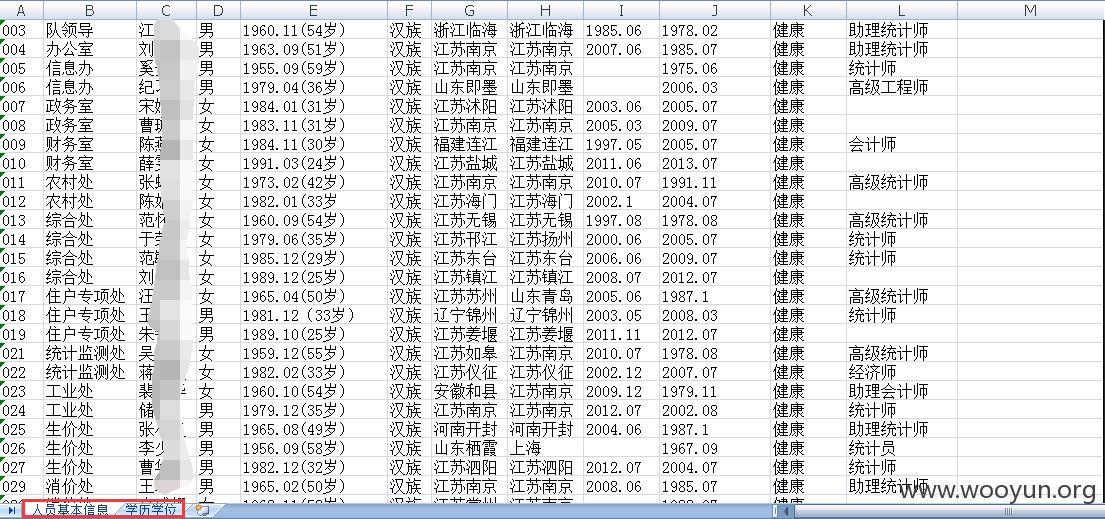 A B C D E F G H I J K L M
003 队领导 江 男 1960.11(54岁) 汉族 浙江临海 浙江临海 1985.06 1978.02 健康 助理统计师
004 办公室 刘 男 1963.09(51岁) 汉族 江苏南京 江苏南京 2007.06 1985.07 健康 助理统计师
005 信息办 奚 男 1955.09(59岁) 汉族 江苏南京 江苏南京 1975.06 健康 统计师
006 信息办 纪 男 1979.04(36岁) 汉族 山东即墨 山东即墨 2006.03 健康 高级工程师
007 政务室 宋 女 1984.01(31岁) 汉族 江苏沭阳 江苏沭阳 2003.06 2005.07 健康
008 政务室 曹 女 1983.11(31岁) 汉族 江苏南京 江苏南京 2005.03 2009.07 健康
009 财务室 陈 女 1984.11(30岁) 汉族 福建连江 福建连江 1997.05 2005.07 健康 会计师
010 财务室 薛 女 1991.03(24岁) 汉族 江苏盐城 江苏盐城 2011.06 2013.07 健康
011 农村处 张 女 1973.02(42岁) 汉族 江苏南京 江苏南京 2010.07 1991.11 健康 高级统计师
012 农村处 陈 女 1982.01(33岁 汉族 江苏海门 江苏海门 2002.1 2004.07 健康
013 综合处 范 女 1960.09(54岁) 汉族 江苏无锡 江苏无锡 1997.08 1978.08 健康 高级统计师
014 综合处 于 女 1979.06(35岁) 汉族 江苏邗江 江苏扬州 2000.06 2005.07 健康 统计师
015 综合处 范 女 1985.12(29岁) 汉族 江苏东台 江苏东台 2006.06 2009.07 健康 统计师
016 综合处 刘 女 1989.12(25岁) 汉族 江苏镇江 江苏镇江 2008.07 2012.07 健康
017 住户专项处 汪 女 1965.04(50岁) 汉族 江苏苏州 山东青岛 2005.06 1987.1 健康 高级统计师
018 住户专项处 王 男 1981.12 (33岁) 汉族 辽宁锦州 辽宁锦州 2003.05 2008.03 健康 统计师
019 住户专项处 朱 男 1989.10(25岁) 汉族 江苏姜堰 江苏姜堰 2011.11 2012.07 健康
021 统计监测处 吴 女 1959.12(55岁) 汉族 江苏如皋 江苏南京 2010.07 1978.08 健康 高级统计师
022 统计监测处 蒋 女 1982.02(33岁) 汉族 江苏仪征 江苏仪征 2002.12 2007.07 健康 经济师
023 工业处 裴 女 1960.10(54岁) 汉族 安徽和县 江苏南京 2009.12 1979.11 健康 助理会计师
024 工业处 储 男 1979.12(35岁) 汉族 江苏南京 江苏南京 2012.07 2002.08 健康 统计师
025 生价处 张 男 1965.08(49岁) 汉族 河南开封 河南开封 2004.06 1987.1 健康 助理统计师
026 生价处 李少 男 1956.09(58岁) 汉族 山东栖霞 上海 1967.09 健康 统计员
027 生价处 曹 男 1982.12(32岁) 汉族 江苏泗阳 江苏泗阳 2012.07 2004.07 健康 统计师
029 消价处 王 男 1965.02(50岁) 汉族 江苏南京 江苏南京 2008.06 1985.07 健康 助理统计师
www.wooyun.org
人员基本信息 学历学位